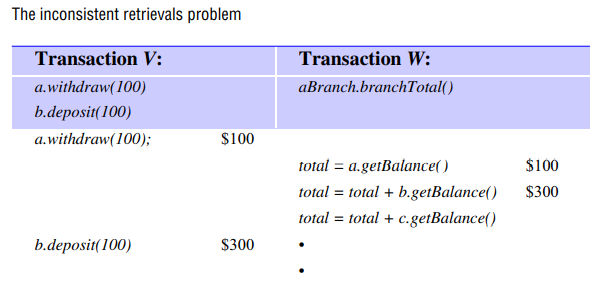 The inconsistent retrievals problem
Transaction V: Transaction W:
a.withdraw(100) aBranch.branchTotal()
b.deposit(100)
a.withdraw(100); $100
total = a.getBalance() $100
total = total + b.getBalance() $300
total = total + c.getBalance()
b.deposit(100) $300 •
•